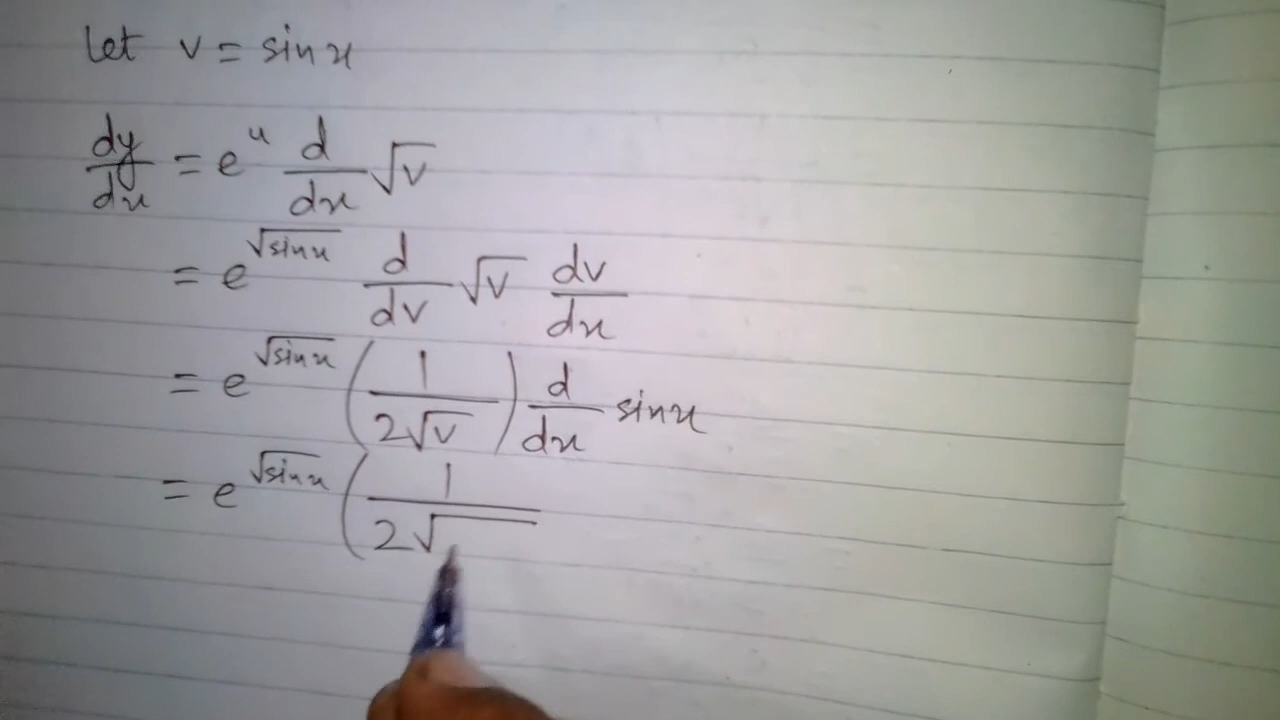 let v = sin x
dy/dx = e^u d/dx √v
= e^√sin x d/dv √v dv/dx
= e^√sin x (1/2√v) d/dx sin x
= e^√sin x (1/2√